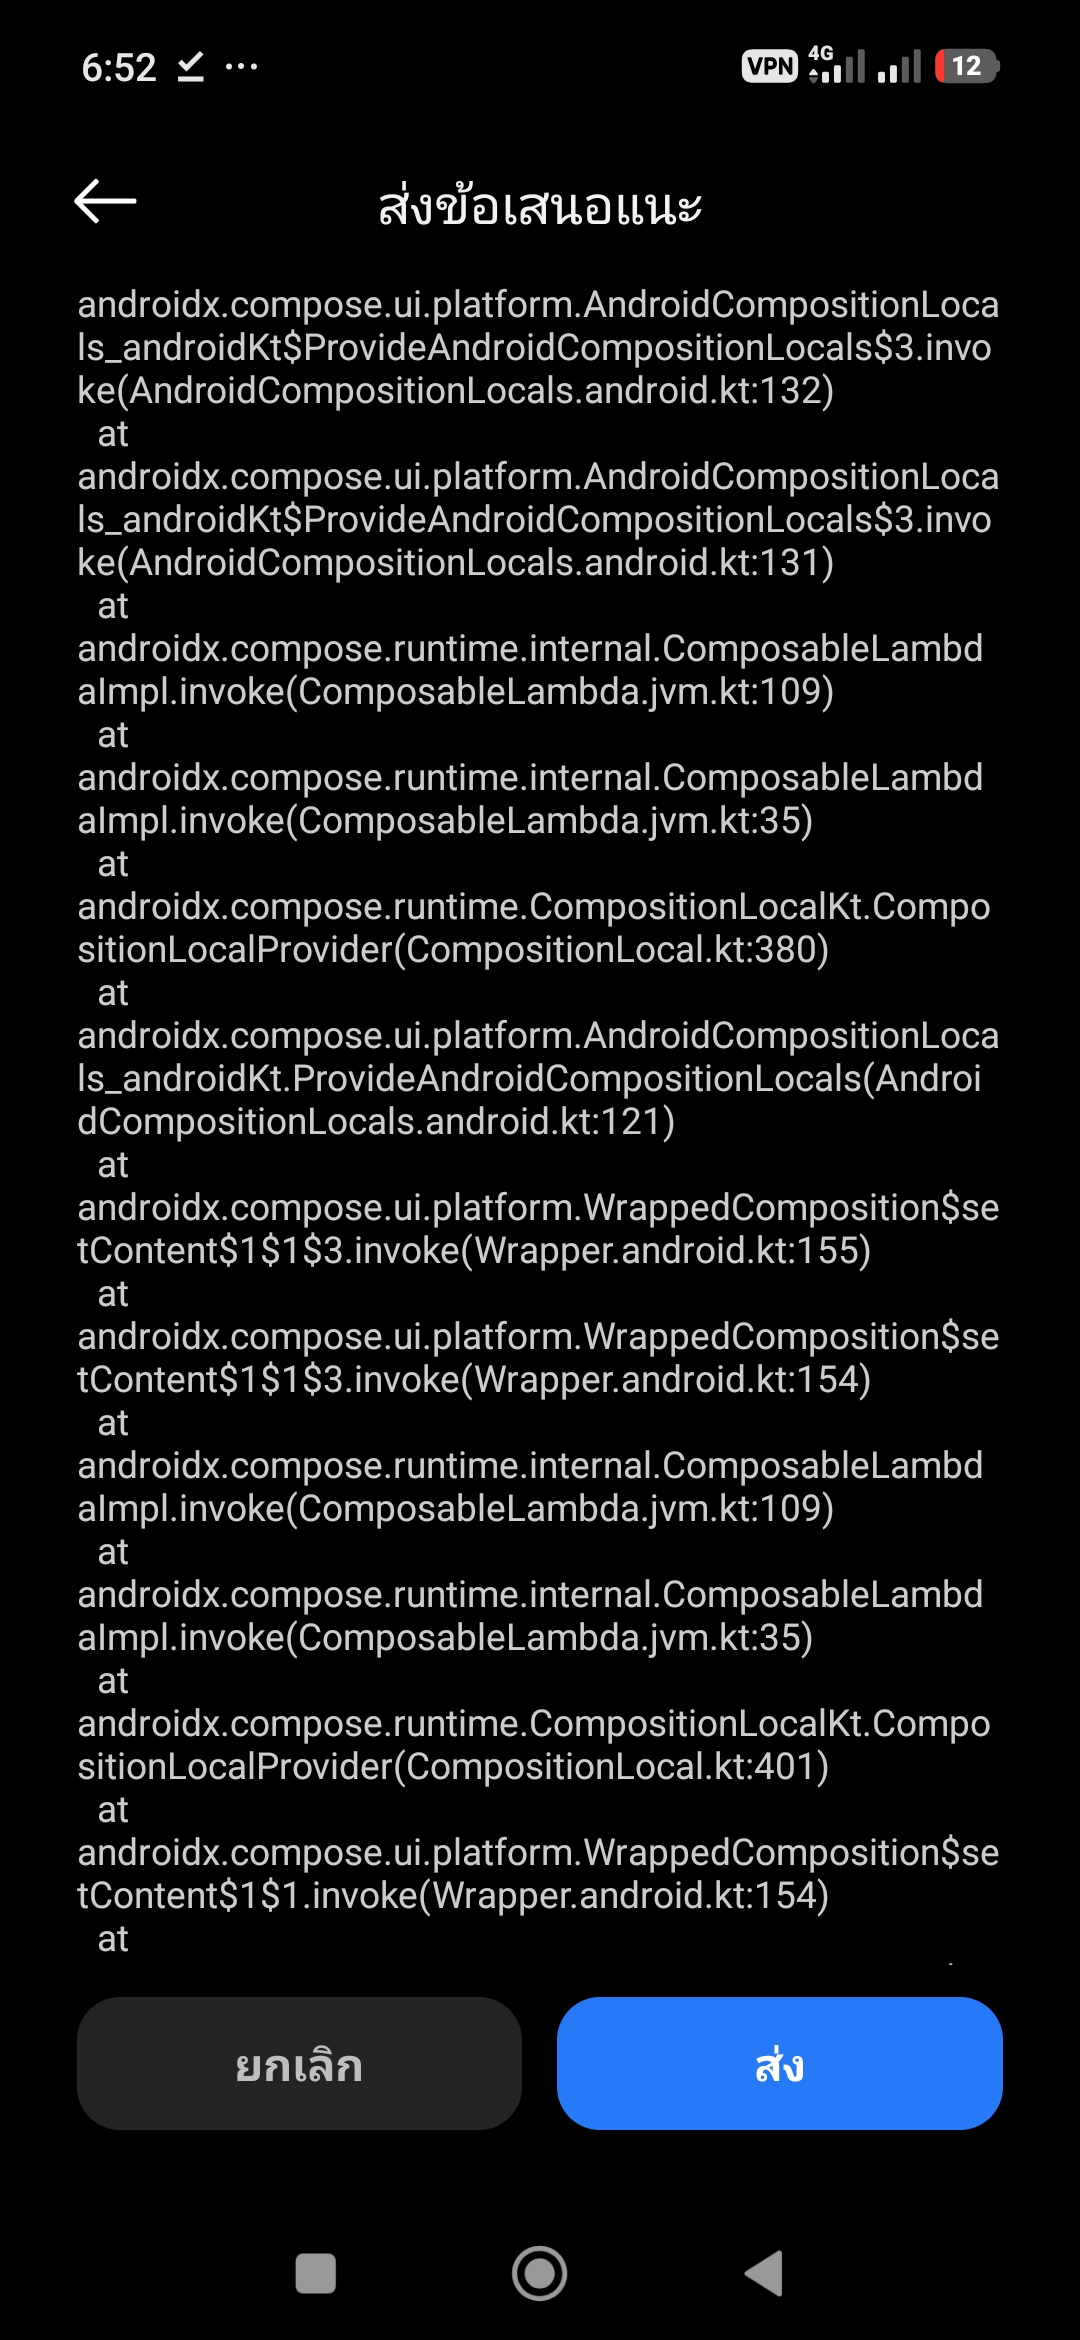 6:52
VPN 4G 12
ส่งข้อเสนอแนะ
androidx.compose.ui.platform.AndroidCompositionLoca
ls_androidKt$ProvideAndroidCompositionLocals$3.invo
ke(AndroidCompositionLocals.android.kt:132)
at
androidx.compose.ui.platform.AndroidCompositionLoca
ls_androidKt$ProvideAndroidCompositionLocals$3.invo
ke(AndroidCompositionLocals.android.kt:131)
at
androidx.compose.runtime.internal.ComposableLambd
aImpl.invoke(ComposableLambda.jvm.kt:109)
at
androidx.compose.runtime.internal.ComposableLambd
aImpl.invoke(ComposableLambda.jvm.kt:35)
at
androidx.compose.runtime.CompositionLocalKt.Compo
sitionLocalProvider(CompositionLocal.kt:380)
at
androidx.compose.ui.platform.AndroidCompositionLoca
ls_androidKt.ProvideAndroidCompositionLocals(Androi
dCompositionLocals.android.kt:121)
at
androidx.compose.ui.platform.WrappedComposition$se
tContent$1$1$3.invoke(Wrapper.android.kt:155)
at
androidx.compose.ui.platform.WrappedComposition$se
tContent$1$1$3.invoke(Wrapper.android.kt:154)
at
androidx.compose.runtime.internal.ComposableLambd
aImpl.invoke(ComposableLambda.jvm.kt:109)
at
androidx.compose.runtime.internal.ComposableLambd
aImpl.invoke(ComposableLambda.jvm.kt:35)
at
androidx.compose.runtime.CompositionLocalKt.Compo
sitionLocalProvider(CompositionLocal.kt:401)
at
androidx.compose.ui.platform.WrappedComposition$se
tContent$1$1.invoke(Wrapper.android.kt:154)
at
ยกเลิก
ส่ง